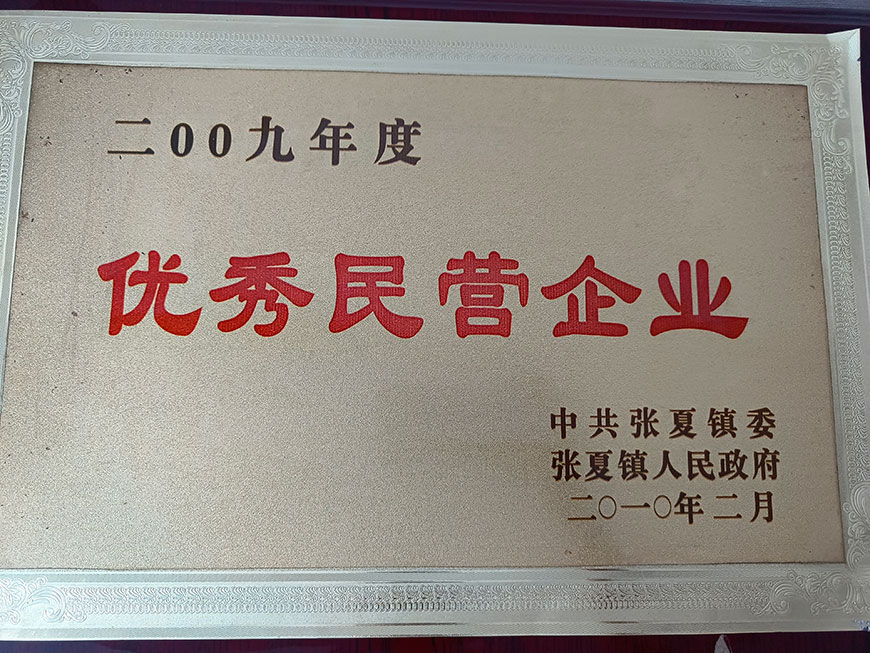 二00九年度
优秀民营企业
中共张夏镇委
张夏镇人民政府
二〇一〇年二月